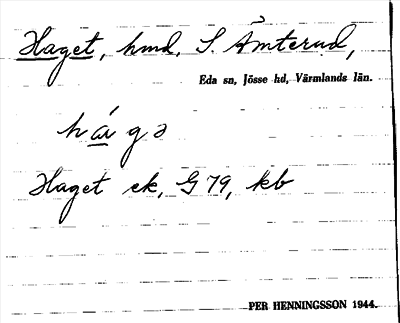 Haget, hmd, S. Åmterud,
Eda sn, Jösse hd, Värmlands län.
hágə
Haget ek, G 79, kb
PER HENNINGSSON 1944.